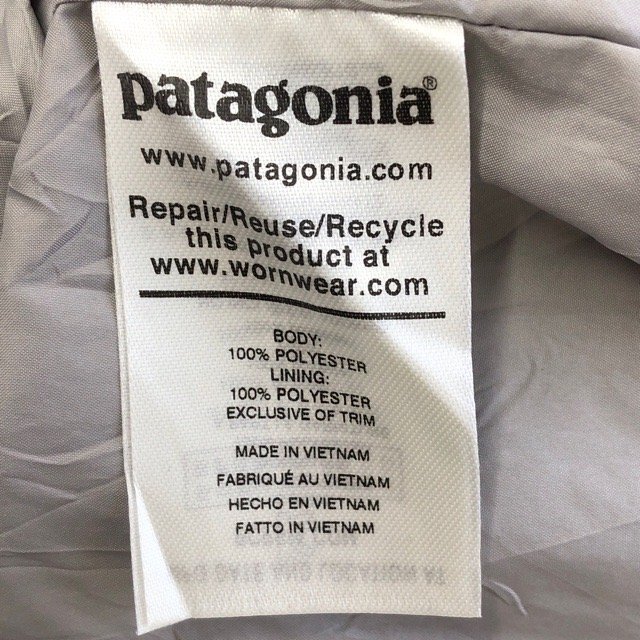 patagonia®
www.patagonia.com
Repair/Reuse/Recycle
this product at
www.wornwear.com
BODY:
100% POLYESTER
LINING:
100% POLYESTER
EXCLUSIVE OF TRIM
MADE IN VIETNAM
FABRIQUÉ AU VIETNAM
HECHO EN VIETNAM
FATTO IN VIETNAM